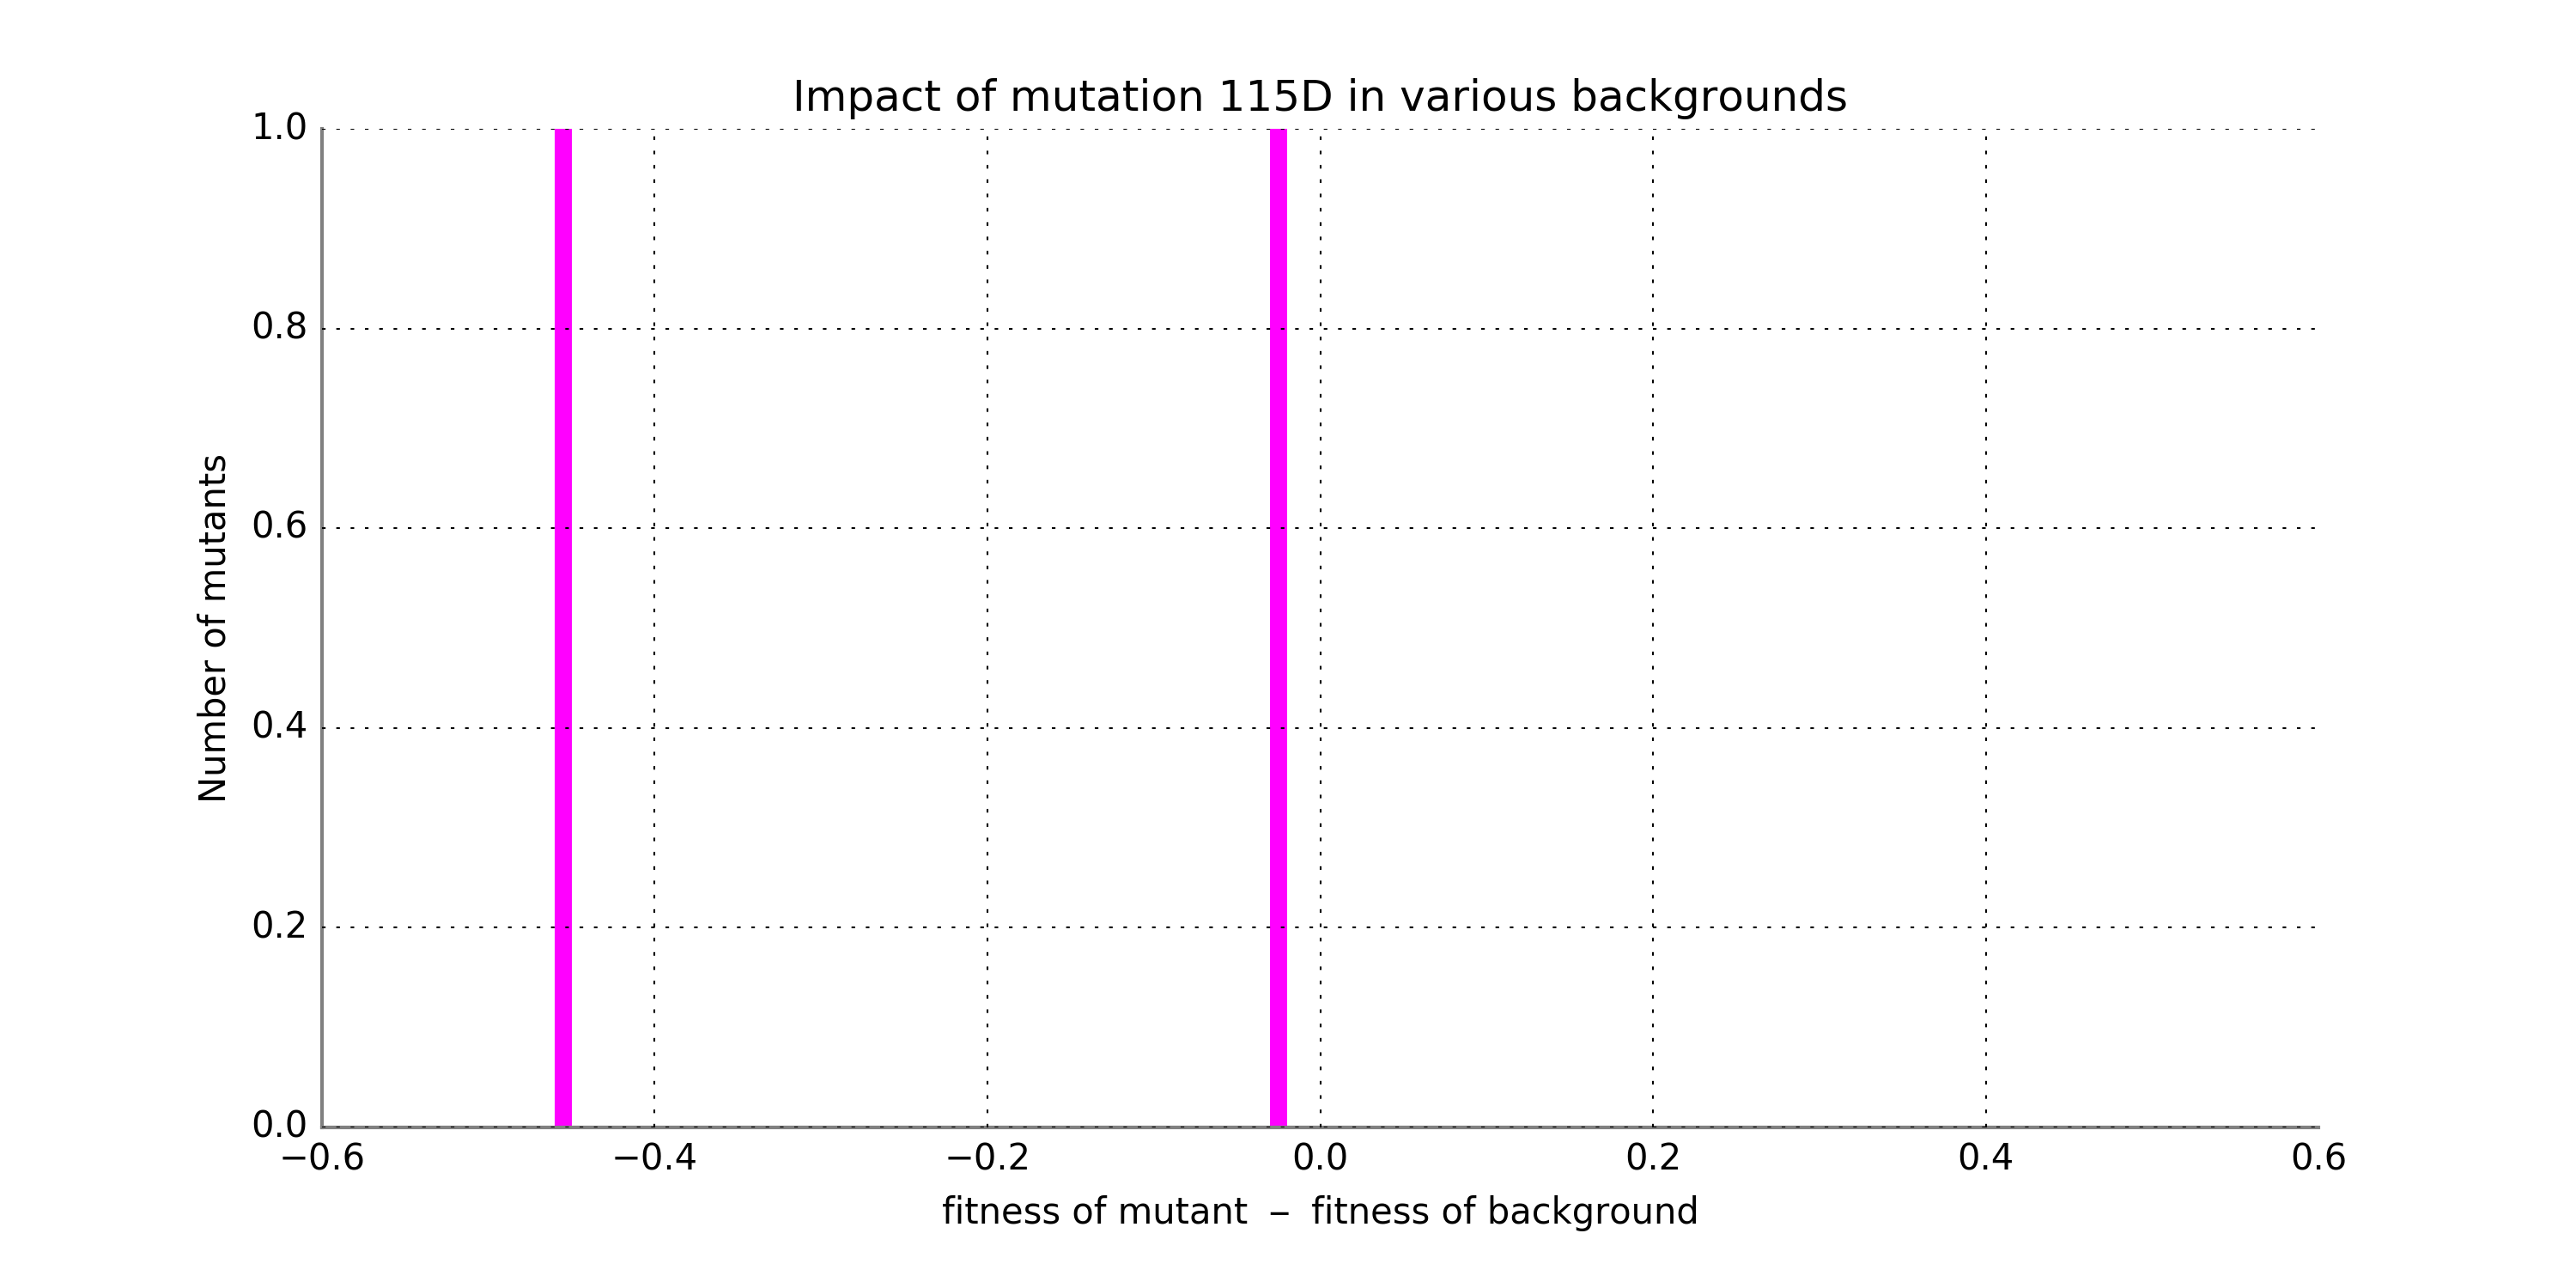 Impact of mutation 115D in various backgrounds
1.0
0.8
0.6
0.4
0.2
0.0
Number of mutants
−0.6 −0.4 −0.2 0.0 0.2 0.4 0.6
fitness of mutant − fitness of background